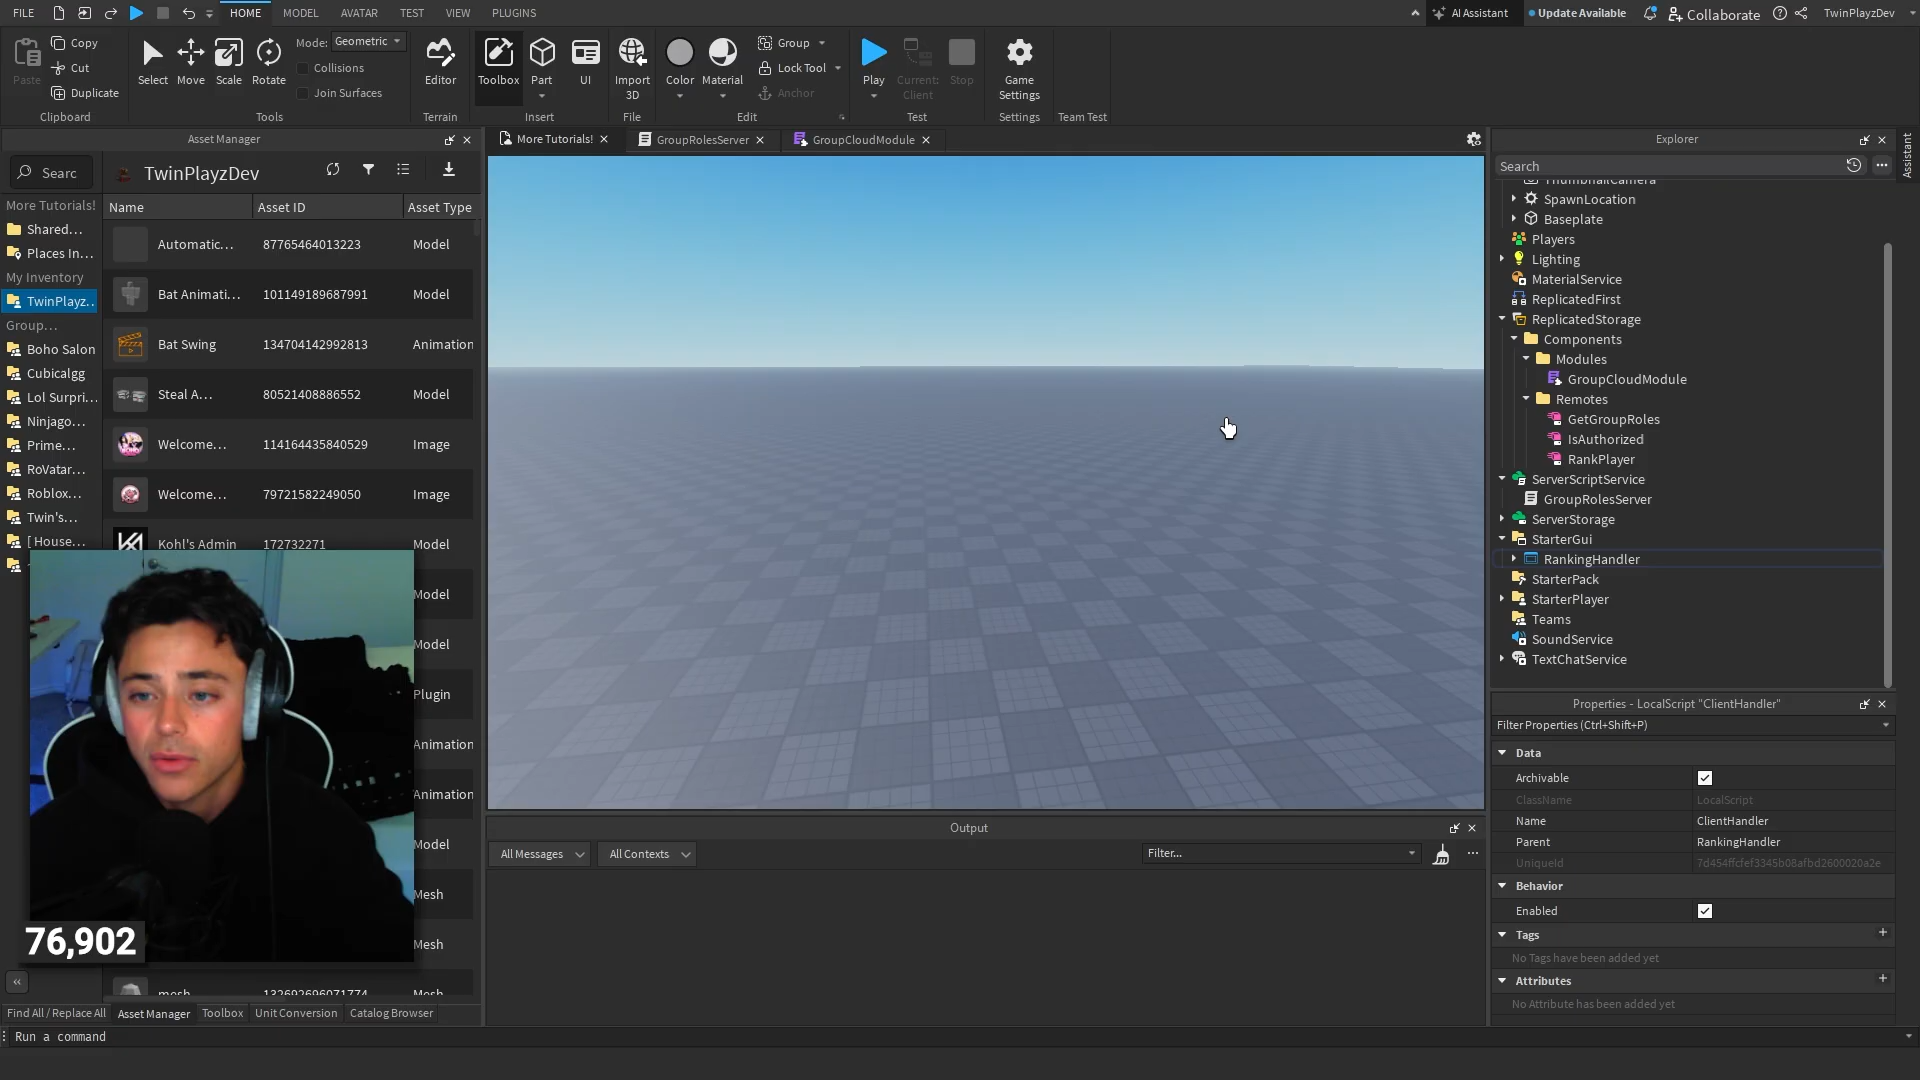 FILE
HOME
MODEL
AVATAR
TEST
VIEW
PLUGINS
AI Assistant
Update Available
Collaborate
TwinPlayzDev
Paste
Copy
Cut
Duplicate
Clipboard
Select
Move
Scale
Rotate
Mode:
Geometric
Collisions
Join Surfaces
Tools
Editor
Terrain
Toolbox
Part
UI
Insert
Import
3D
File
Color
Material
Group
Lock Tool
Anchor
Edit
Play
Current:
Client
Stop
Test
Game
Settings
Settings
Team Test
Asset Manager
Searc
TwinPlayzDev
More Tutorials!
Shared...
Places In...
My Inventory
TwinPlayz..
Group...
Boho Salon
Cubicalgg
Lol Surpri...
Ninjago...
Prime...
RoVatar...
Roblox...
Twin's...
[ House...
Name
Asset ID
Asset Type
Automatic...
87765464013223
Model
Bat Animati...
101149189687991
Model
Bat Swing
134704142992813
Animation
Steal A...
80521408886552
Model
Welcome...
114164435840529
Image
Welcome...
79721582249050
Image
Kohl's Admin
172732271
Model
Model
Model
Plugin
Animation
Animation
Model
Mesh
Mesh
mesh
132692696071774
Mesh
76,902
Find All / Replace All
Asset Manager
Toolbox
Unit Conversion
Catalog Browser
Run a command
More Tutorials!
GroupRolesServer
GroupCloudModule
Output
All Messages
All Contexts
Filter...
Explorer
Assistant
Search
ThumbnailCamera
SpawnLocation
Baseplate
Players
Lighting
MaterialService
ReplicatedFirst
ReplicatedStorage
Components
Modules
GroupCloudModule
Remotes
GetGroupRoles
IsAuthorized
RankPlayer
ServerScriptService
GroupRolesServer
ServerStorage
StarterGui
RankingHandler
StarterPack
StarterPlayer
Teams
SoundService
TextChatService
Properties - LocalScript "ClientHandler"
Filter Properties (Ctrl+Shift+P)
Data
Archivable
ClassName
LocalScript
Name
ClientHandler
Parent
RankingHandler
UniqueId
7d454ffcfef3345b08afbd2600020a2e
Behavior
Enabled
Tags
No Tags have been added yet
Attributes
No Attribute has been added yet